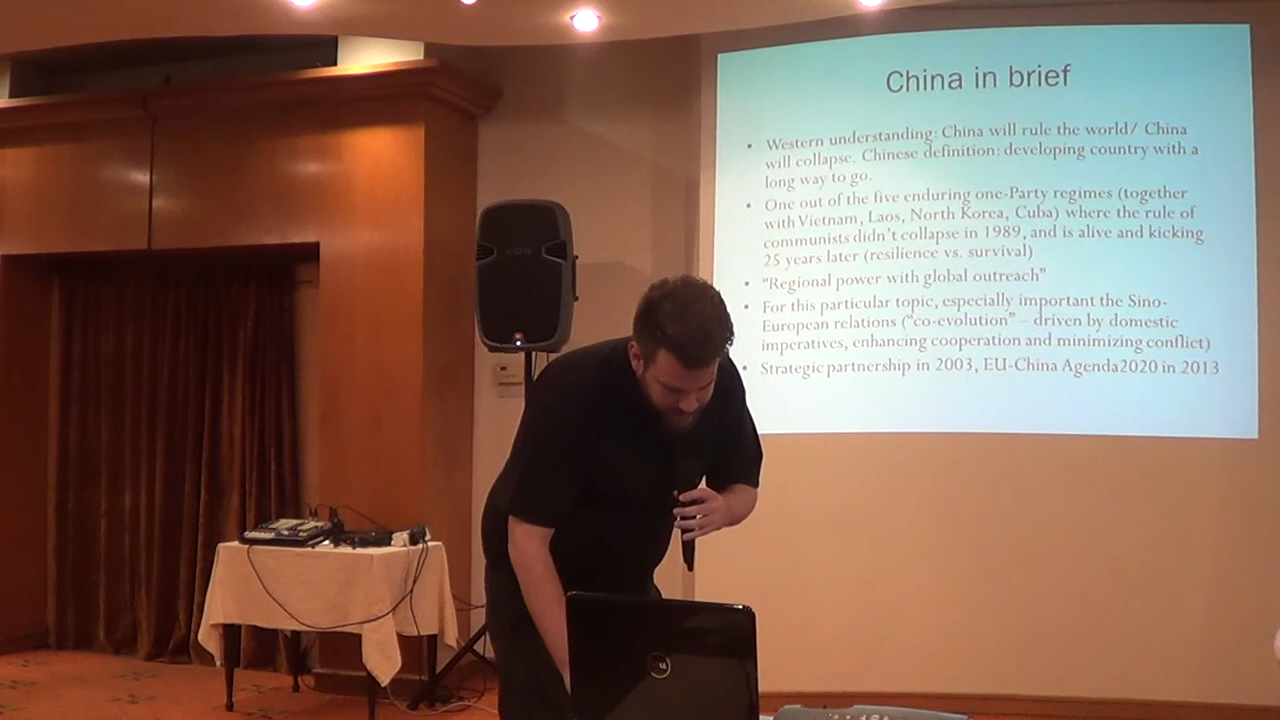 China in brief
• Western understanding: China will rule the world/ China
will collapse. Chinese definition: developing country with a
long way to go.
• One out of the five enduring one-Party regimes (together
with Vietnam, Laos, North Korea, Cuba) where the rule of
communists didn't collapse in 1989, and is alive and kicking
25 years later (resilience vs. survival)
• "Regional power with global outreach"
• For this particular topic, especially important the Sino-
European relations ("co-evolution" – driven by domestic
imperatives, enhancing cooperation and minimizing conflict)
• Strategic partnership in 2003, EU-China Agenda2020 in 2013
EON
DELL